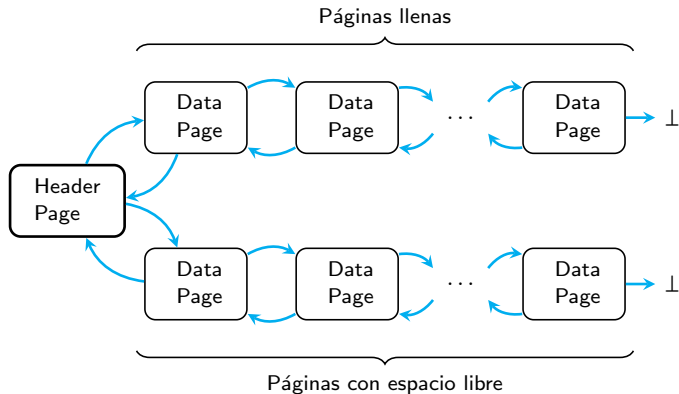 Páginas llenas
Data
Page
Data
Page
. . .
Data
Page
⊥
Header
Page
Data
Page
Data
Page
. . .
Data
Page
⊥
Páginas con espacio libre